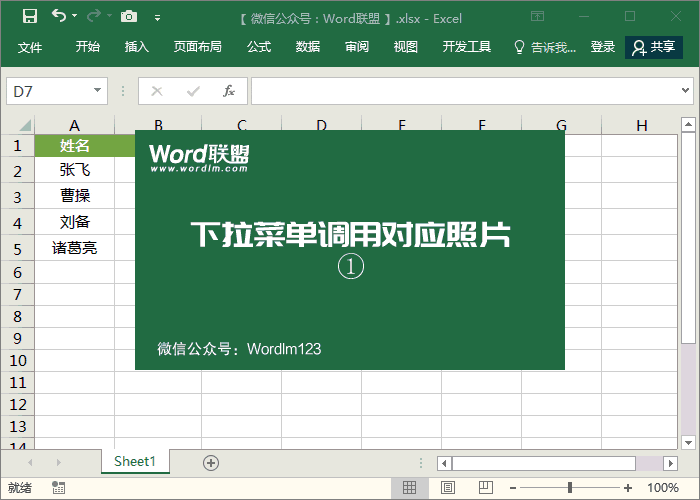 【 微信公众号：Word联盟 】.xlsx - Excel
文件 开始 插入 页面布局 公式 数据 审阅 视图 开发工具 告诉我... 登录 共享
D7 fx
A B C D E F G H
1 姓名
2 张飞
3 曹操
4 刘备
5 诸葛亮
6
7
8
9
10
11
12
13
14
Word联盟
www.wordlm.com
下拉菜单调用对应照片
①
微信公众号：Wordlm123
Sheet1
就绪 100%